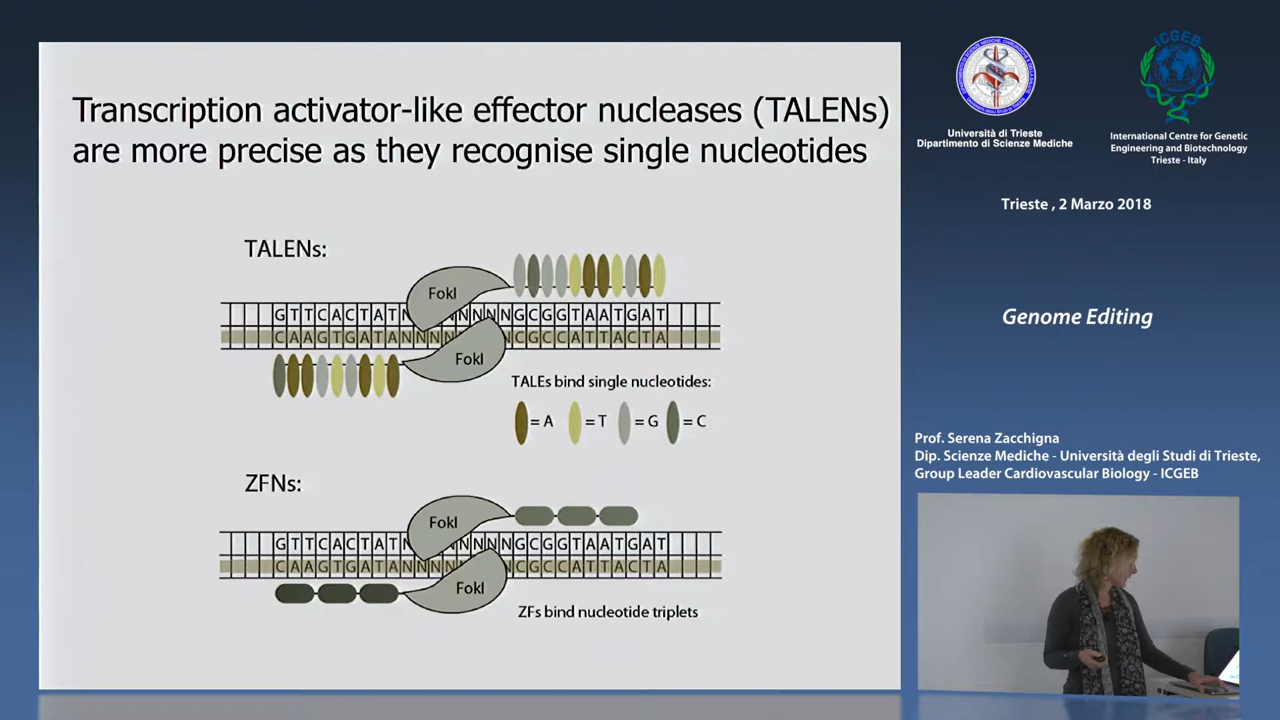 Transcription activator-like effector nucleases (TALENs)
are more precise as they recognise single nucleotides
TALENs:
FokI
GTTCACTATN NNNNGCGGTAATGAT
CAAGTGATANNNN NCGCCATTACTA
FokI
TALEs bind single nucleotides:
= A = T = G = C
ZFNs:
FokI
GTTCACTATN NNNNNGCGGTAATGAT
CAAGTGATANNNN NCGCCATTACTA
FokI
ZFs bind nucleotide triplets
ICGEB
Università di Trieste
Dipartimento di Scienze Mediche
International Centre for Genetic
Engineering and Biotechnology
Trieste - Italy
Trieste , 2 Marzo 2018
Genome Editing
Prof. Serena Zacchigna
Dip. Scienze Mediche - Università degli Studi di Trieste,
Group Leader Cardiovascular Biology - ICGEB